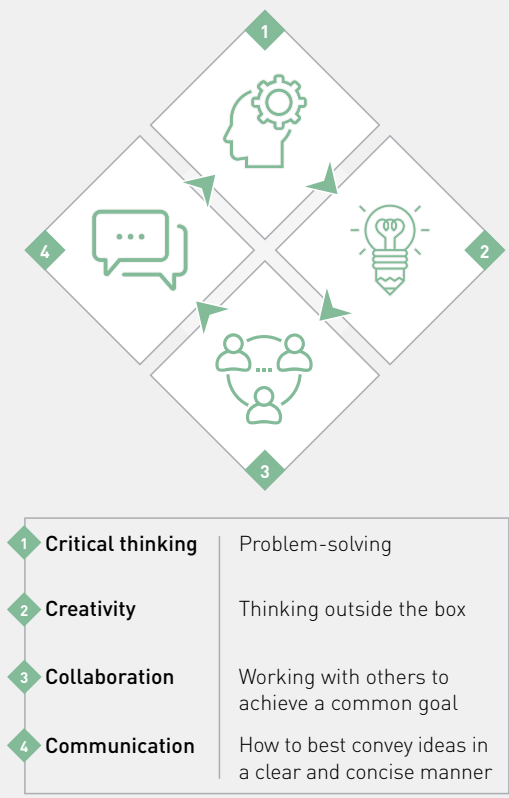 1
2
3
4
1 Critical thinking Problem-solving
2 Creativity Thinking outside the box
3 Collaboration Working with others to
achieve a common goal
4 Communication How to best convey ideas in
a clear and concise manner